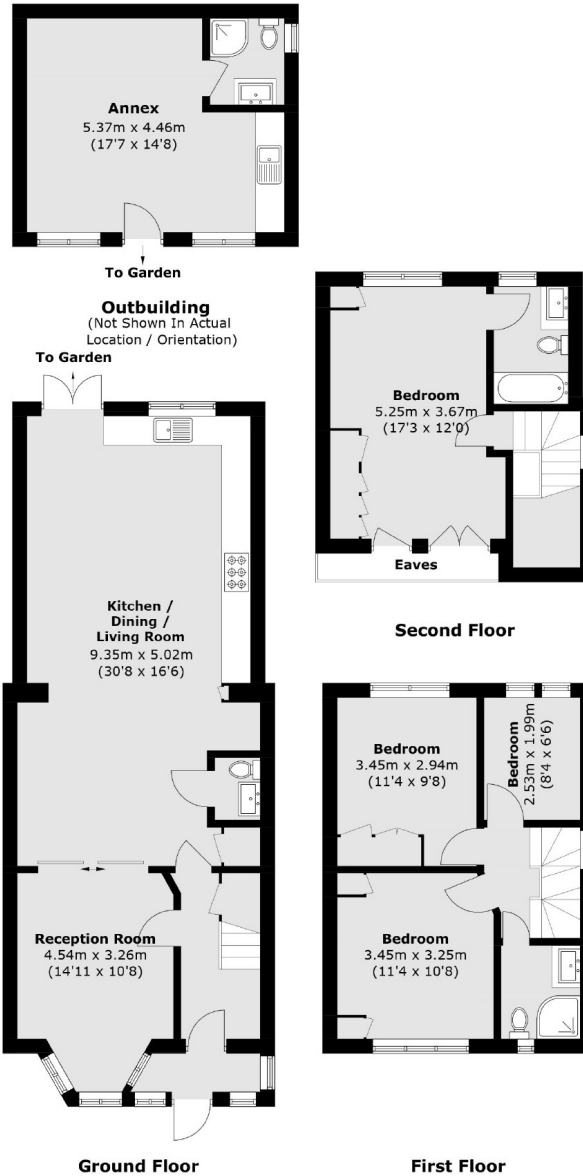 Annex
5.37m x 4.46m
(17'7 x 14'8)
To Garden
Outbuilding
(Not Shown In Actual
Location / Orientation)
To Garden
Bedroom
5.25m x 3.67m
(17'3 x 12'0)
Eaves
Second Floor
Kitchen /
Dining /
Living Room
9.35m x 5.02m
(30'8 x 16'6)
Reception Room
4.54m x 3.26m
(14'11 x 10'8)
Ground Floor
Bedroom
3.45m x 2.94m
(11'4 x 9'8)
Bedroom
2.53m x 1.99m
(8'4 x 6'6)
Bedroom
3.45m x 3.25m
(11'4 x 10'8)
First Floor